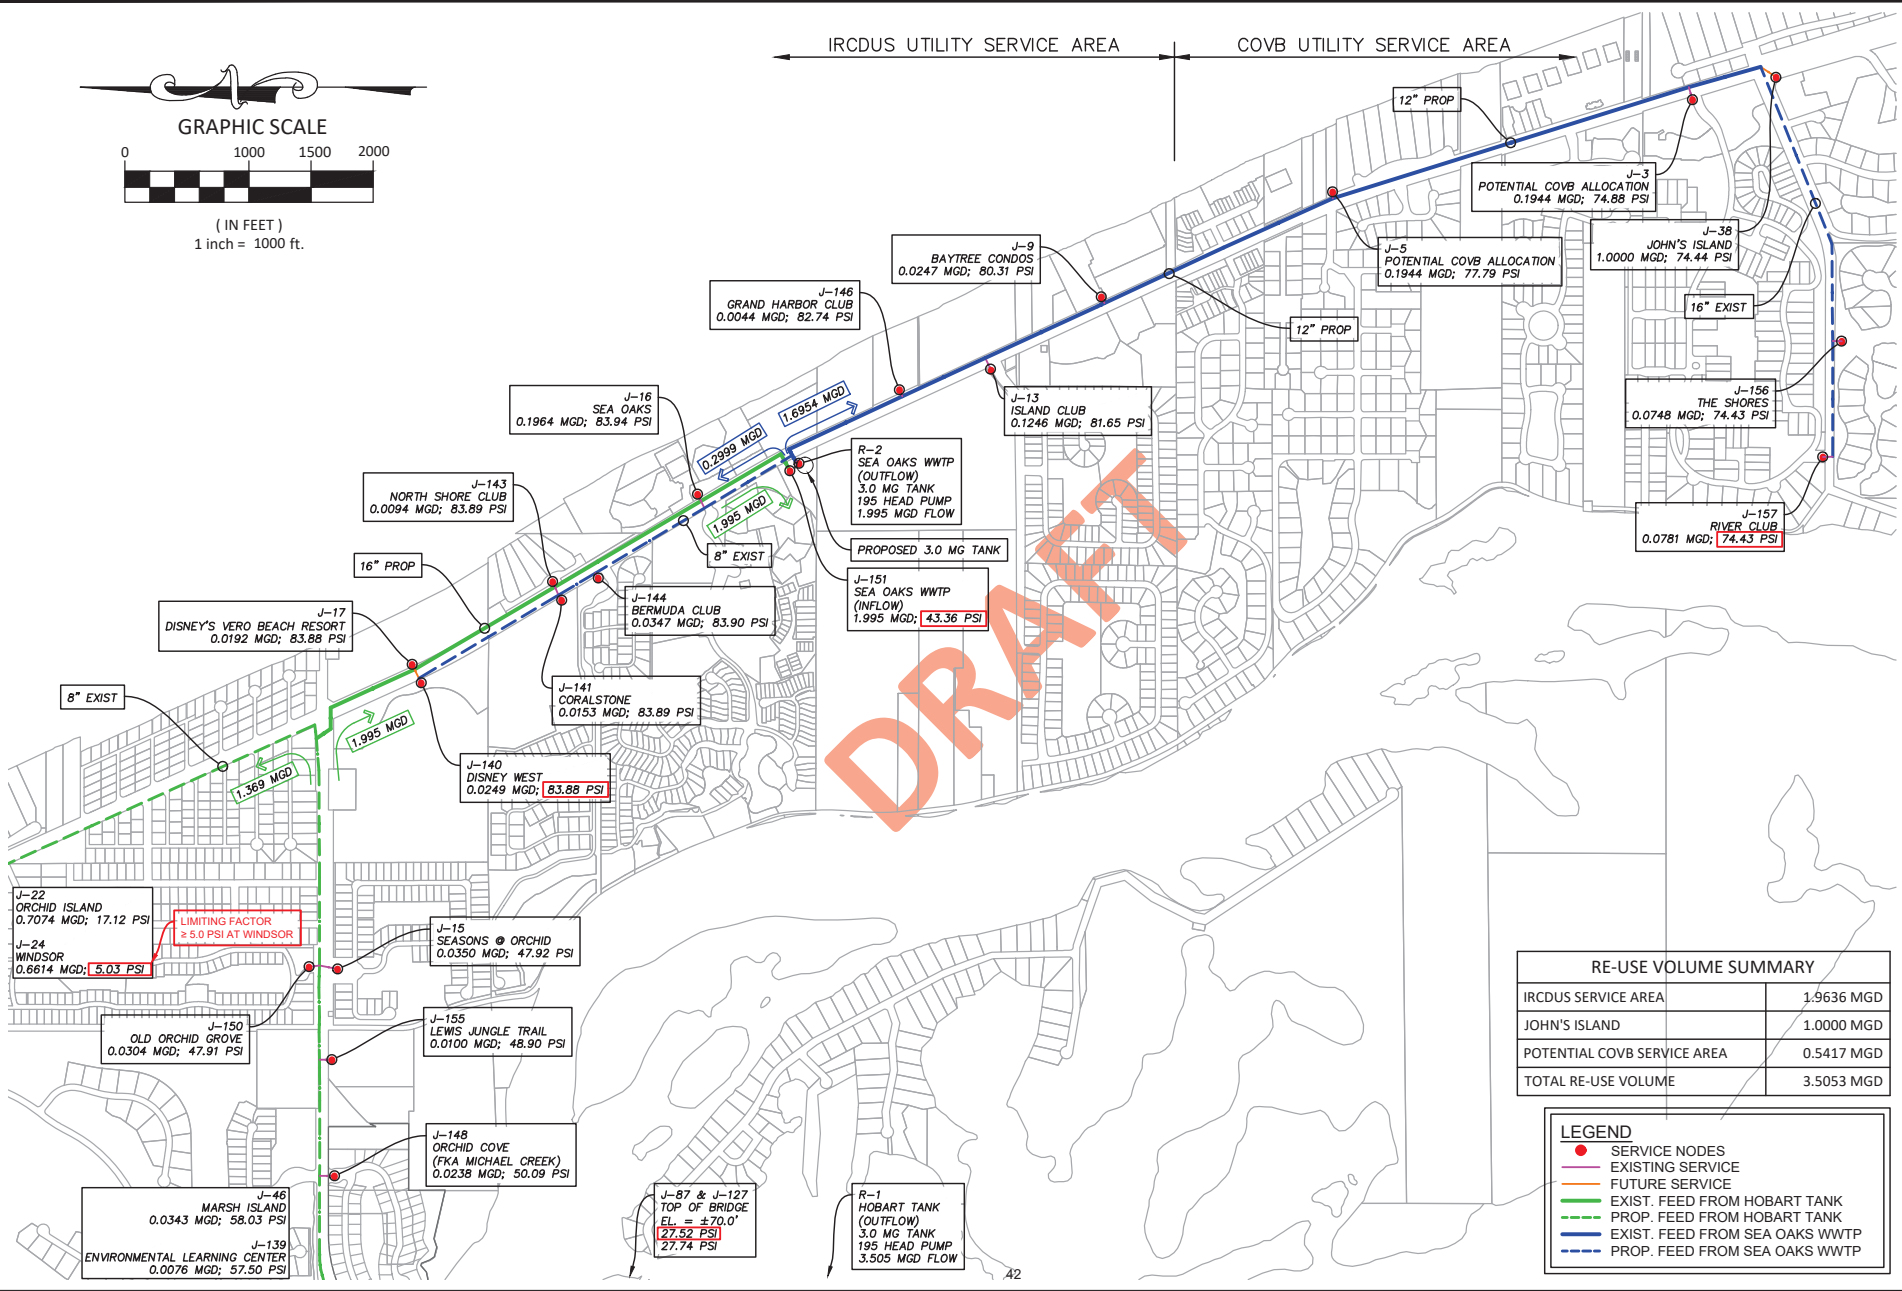 IRCDUS UTILITY SERVICE AREA
COVB UTILITY SERVICE AREA
GRAPHIC SCALE
0 1000 1500 2000
( IN FEET )
1 inch = 1000 ft.
12" PROP
J-3
POTENTIAL COVB ALLOCATION
0.1944 MGD; 74.88 PSI
J-38
JOHN'S ISLAND
1.0000 MGD; 74.44 PSI
J-5
POTENTIAL COVB ALLOCATION
0.1944 MGD; 77.79 PSI
16" EXIST
12" PROP
J-9
BAYTREE CONDOS
0.0247 MGD; 80.31 PSI
J-146
GRAND HARBOR CLUB
0.0044 MGD; 82.74 PSI
J-156
THE SHORES
0.0748 MGD; 74.43 PSI
J-157
RIVER CLUB
0.0781 MGD; 74.43 PSI
J-13
ISLAND CLUB
0.1246 MGD; 81.65 PSI
J-16
SEA OAKS
0.1964 MGD; 83.94 PSI
1.6954 MGD
0.2999 MGD
1.995 MGD
R-2
SEA OAKS WWTP
(OUTFLOW)
3.0 MG TANK
195 HEAD PUMP
1.995 MGD FLOW
PROPOSED 3.0 MG TANK
J-151
SEA OAKS WWTP
(INFLOW)
1.995 MGD; 43.36 PSI
J-143
NORTH SHORE CLUB
0.0094 MGD; 83.89 PSI
8" EXIST
16" PROP
J-144
BERMUDA CLUB
0.0347 MGD; 83.90 PSI
J-17
DISNEY'S VERO BEACH RESORT
0.0192 MGD; 83.88 PSI
J-141
CORALSTONE
0.0153 MGD; 83.89 PSI
8" EXIST
1.995 MGD
1.369 MGD
J-140
DISNEY WEST
0.0249 MGD; 83.88 PSI
DRAFT
J-22
ORCHID ISLAND
0.7074 MGD; 17.12 PSI
J-24
WINDSOR
0.6614 MGD; 5.03 PSI
LIMITING FACTOR
≥ 5.0 PSI AT WINDSOR
J-15
SEASONS @ ORCHID
0.0350 MGD; 47.92 PSI
J-150
OLD ORCHID GROVE
0.0304 MGD; 47.91 PSI
J-155
LEWIS JUNGLE TRAIL
0.0100 MGD; 48.90 PSI
J-148
ORCHID COVE
(FKA MICHAEL CREEK)
0.0238 MGD; 50.09 PSI
J-46
MARSH ISLAND
0.0343 MGD; 58.03 PSI
J-139
ENVIRONMENTAL LEARNING CENTER
0.0076 MGD; 57.50 PSI
J-87 & J-127
TOP OF BRIDGE
EL. = ±70.0'
27.52 PSI
27.74 PSI
R-1
HOBART TANK
(OUTFLOW)
3.0 MG TANK
195 HEAD PUMP
3.505 MGD FLOW
42
RE-USE VOLUME SUMMARY
IRCDUS SERVICE AREA 1.9636 MGD
JOHN'S ISLAND 1.0000 MGD
POTENTIAL COVB SERVICE AREA 0.5417 MGD
TOTAL RE-USE VOLUME 3.5053 MGD
LEGEND
SERVICE NODES
EXISTING SERVICE
FUTURE SERVICE
EXIST. FEED FROM HOBART TANK
PROP. FEED FROM HOBART TANK
EXIST. FEED FROM SEA OAKS WWTP
PROP. FEED FROM SEA OAKS WWTP